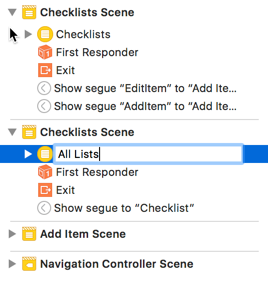 Checklists Scene
Checklists
First Responder
Exit
Show segue “EditItem” to “Add Ite...
Show segue “AddItem” to “Add Ite...
Checklists Scene
All Lists
First Responder
Exit
Show segue to “Checklist”
Add Item Scene
Navigation Controller Scene